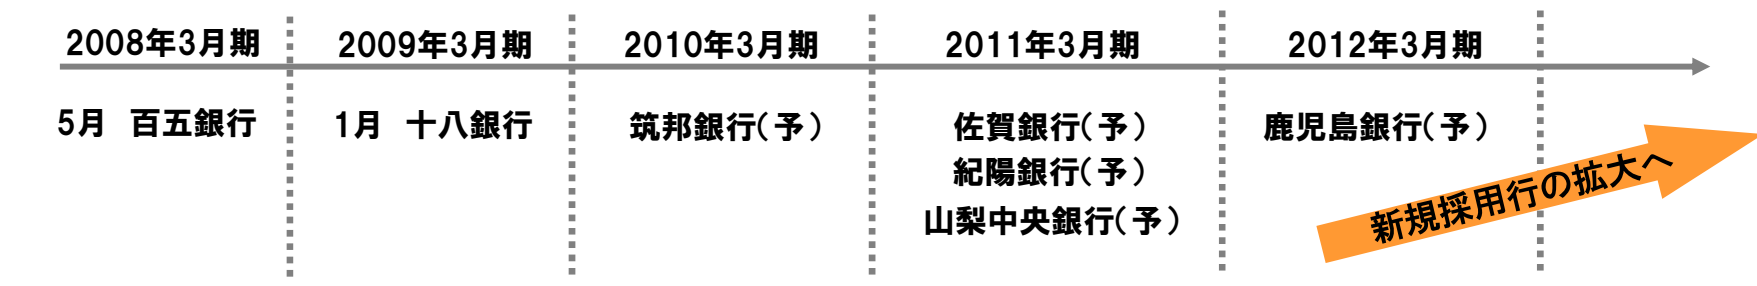 2008年3月期
2009年3月期
2010年3月期
2011年3月期
2012年3月期
5月 百五銀行
1月 十八銀行
筑邦銀行(予)
佐賀銀行(予)
紀陽銀行(予)
山梨中央銀行(予)
鹿児島銀行(予)
新規採用行の拡大へ